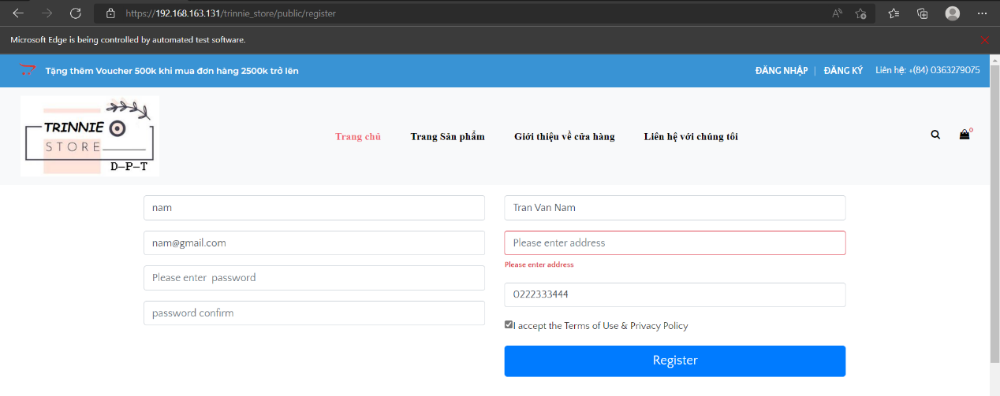 https://192.168.163.131/trinnie_store/public/register
Microsoft Edge is being controlled by automated test software.
Tặng thêm Voucher 500k khi mua đơn hàng 2500k trở lên
ĐĂNG NHẬP | ĐĂNG KÝ Liên hệ: +(84) 0363279075
TRINNIE
STORE
D-P-T
Trang chủ Trang Sản phẩm Giới thiệu về cửa hàng Liên hệ với chúng tôi
0
nam
Tran Van Nam
nam@gmail.com
Please enter address
Please enter address
Please enter  password
0222333444
password confirm
I accept the Terms of Use & Privacy Policy
Register